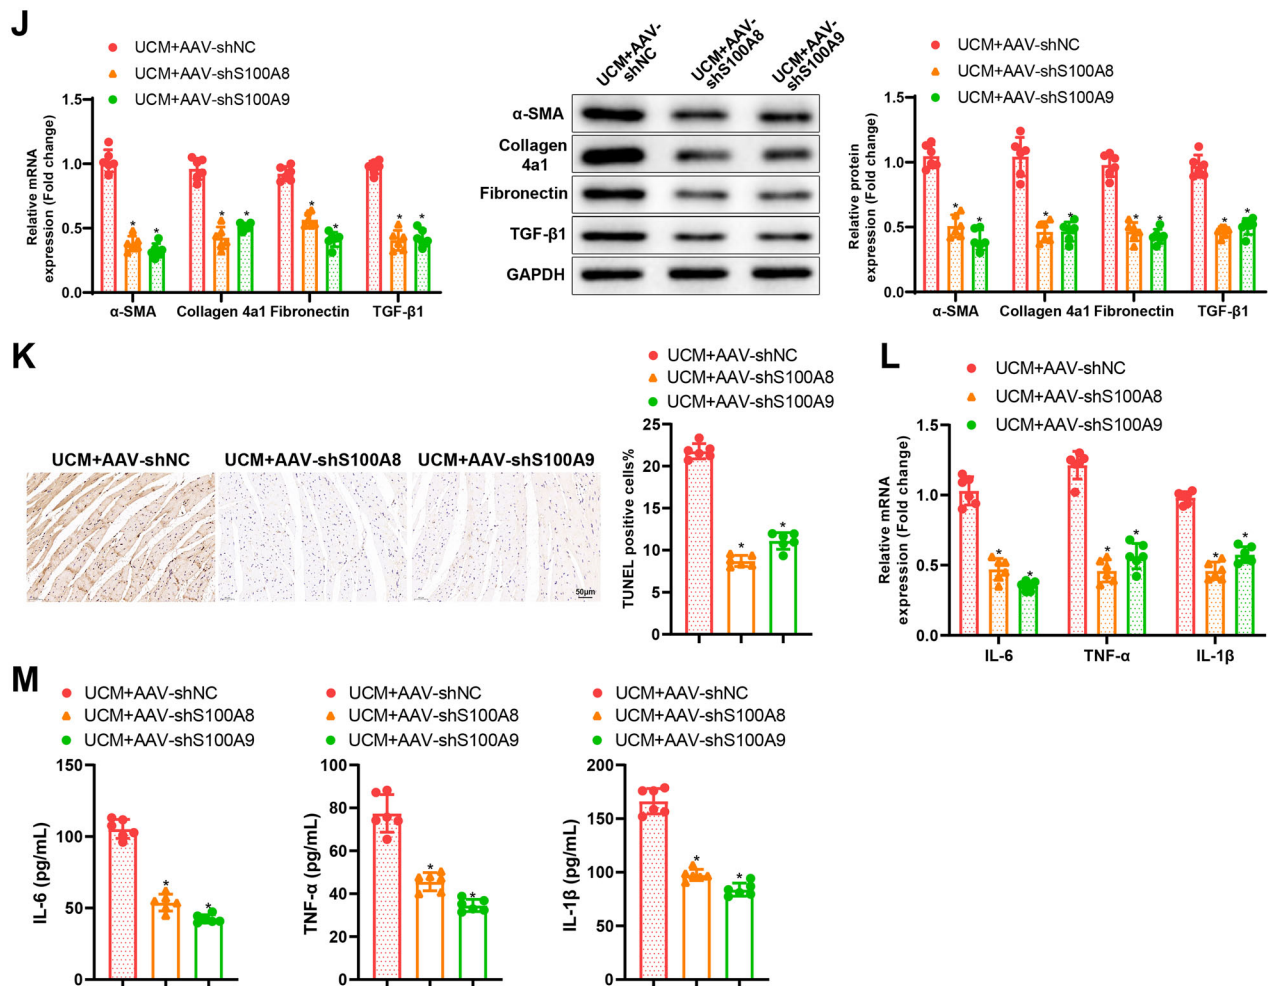 J
UCM+AAV-shNC
UCM+AAV-shS100A8
UCM+AAV-shS100A9
Relative mRNA
expression (Fold change)
1.5
1.0
0.5
0.0
* * * * * * * *
α-SMA Collagen 4a1 Fibronectin TGF-β1
UCM+AAV-
shNC
UCM+AAV-
shS100A8
UCM+AAV-
shS100A9
α-SMA
Collagen
4a1
Fibronectin
TGF-β1
GAPDH
UCM+AAV-shNC
UCM+AAV-shS100A8
UCM+AAV-shS100A9
Relative protein
expression (Fold change)
1.5
1.0
0.5
0.0
* * * * * * * *
α-SMA Collagen 4a1 Fibronectin TGF-β1
K
UCM+AAV-shNC UCM+AAV-shS100A8 UCM+AAV-shS100A9
50μm
UCM+AAV-shNC
UCM+AAV-shS100A8
UCM+AAV-shS100A9
TUNEL positive cells%
25
20
15
10
5
0
* *
L
UCM+AAV-shNC
UCM+AAV-shS100A8
UCM+AAV-shS100A9
Relative mRNA
expression (Fold change)
1.5
1.0
0.5
0.0
* * * * * *
IL-6 TNF-α IL-1β
M
UCM+AAV-shNC
UCM+AAV-shS100A8
UCM+AAV-shS100A9
IL-6 (pg/mL)
150
100
50
0
* *
UCM+AAV-shNC
UCM+AAV-shS100A8
UCM+AAV-shS100A9
TNF-α (pg/mL)
100
80
60
40
20
0
* *
UCM+AAV-shNC
UCM+AAV-shS100A8
UCM+AAV-shS100A9
IL-1β (pg/mL)
200
150
100
50
0
* *